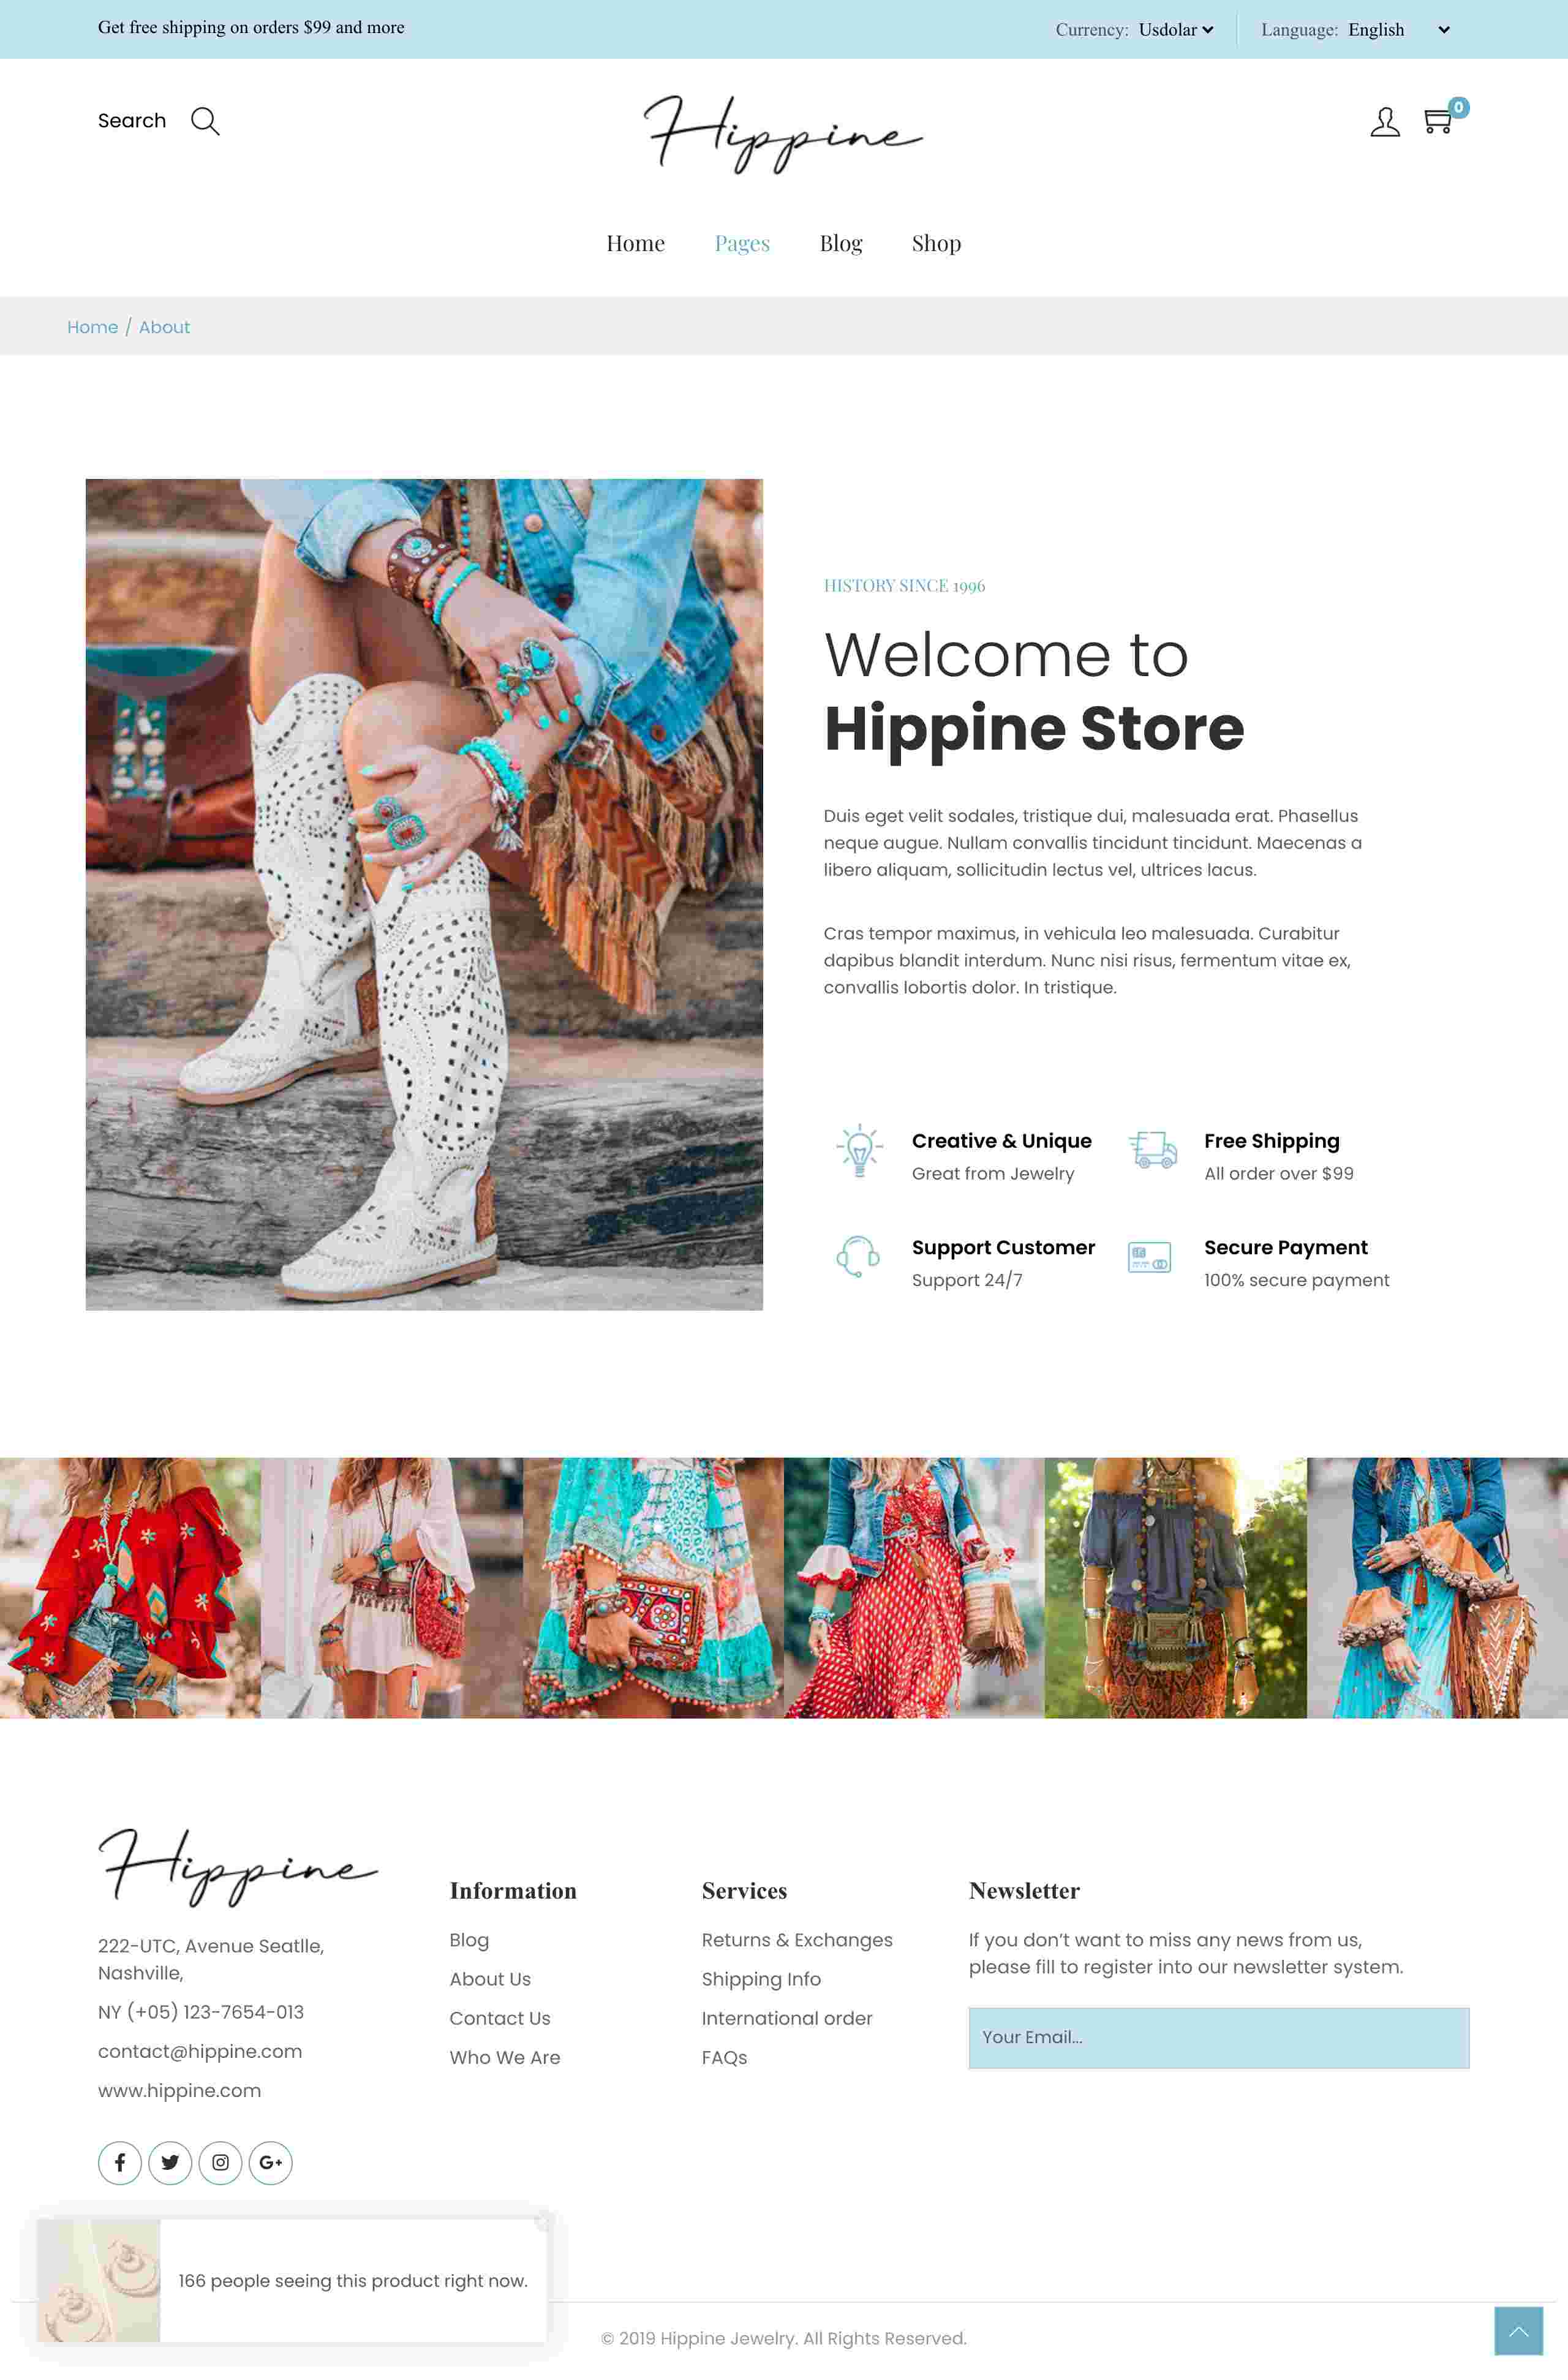 Get free shipping on orders $99 and more
Currency: Usdolar
Language: English
Search
Hippine
0
Home Pages Blog Shop
Home / About
HISTORY SINCE 1996
Welcome to
Hippine Store
Duis eget velit sodales, tristique dui, malesuada erat. Phasellus
neque augue. Nullam convallis tincidunt tincidunt. Maecenas a
libero aliquam, sollicitudin lectus vel, ultrices lacus.
Cras tempor maximus, in vehicula leo malesuada. Curabitur
dapibus blandit interdum. Nunc nisi risus, fermentum vitae ex,
convallis lobortis dolor. In tristique.
Creative & Unique
Great from Jewelry
Free Shipping
All order over $99
Support Customer
Support 24/7
Secure Payment
100% secure payment
Hippine
222-UTC, Avenue Seatlle,
Nashville,
NY (+05) 123-7654-013
contact@hippine.com
www.hippine.com
Information
Blog
About Us
Contact Us
Who We Are
Services
Returns & Exchanges
Shipping Info
International order
FAQs
Newsletter
If you don't want to miss any news from us,
please fill to register into our newsletter system.
Your Email...
166 people seeing this product right now.
© 2019 Hippine Jewelry. All Rights Reserved.